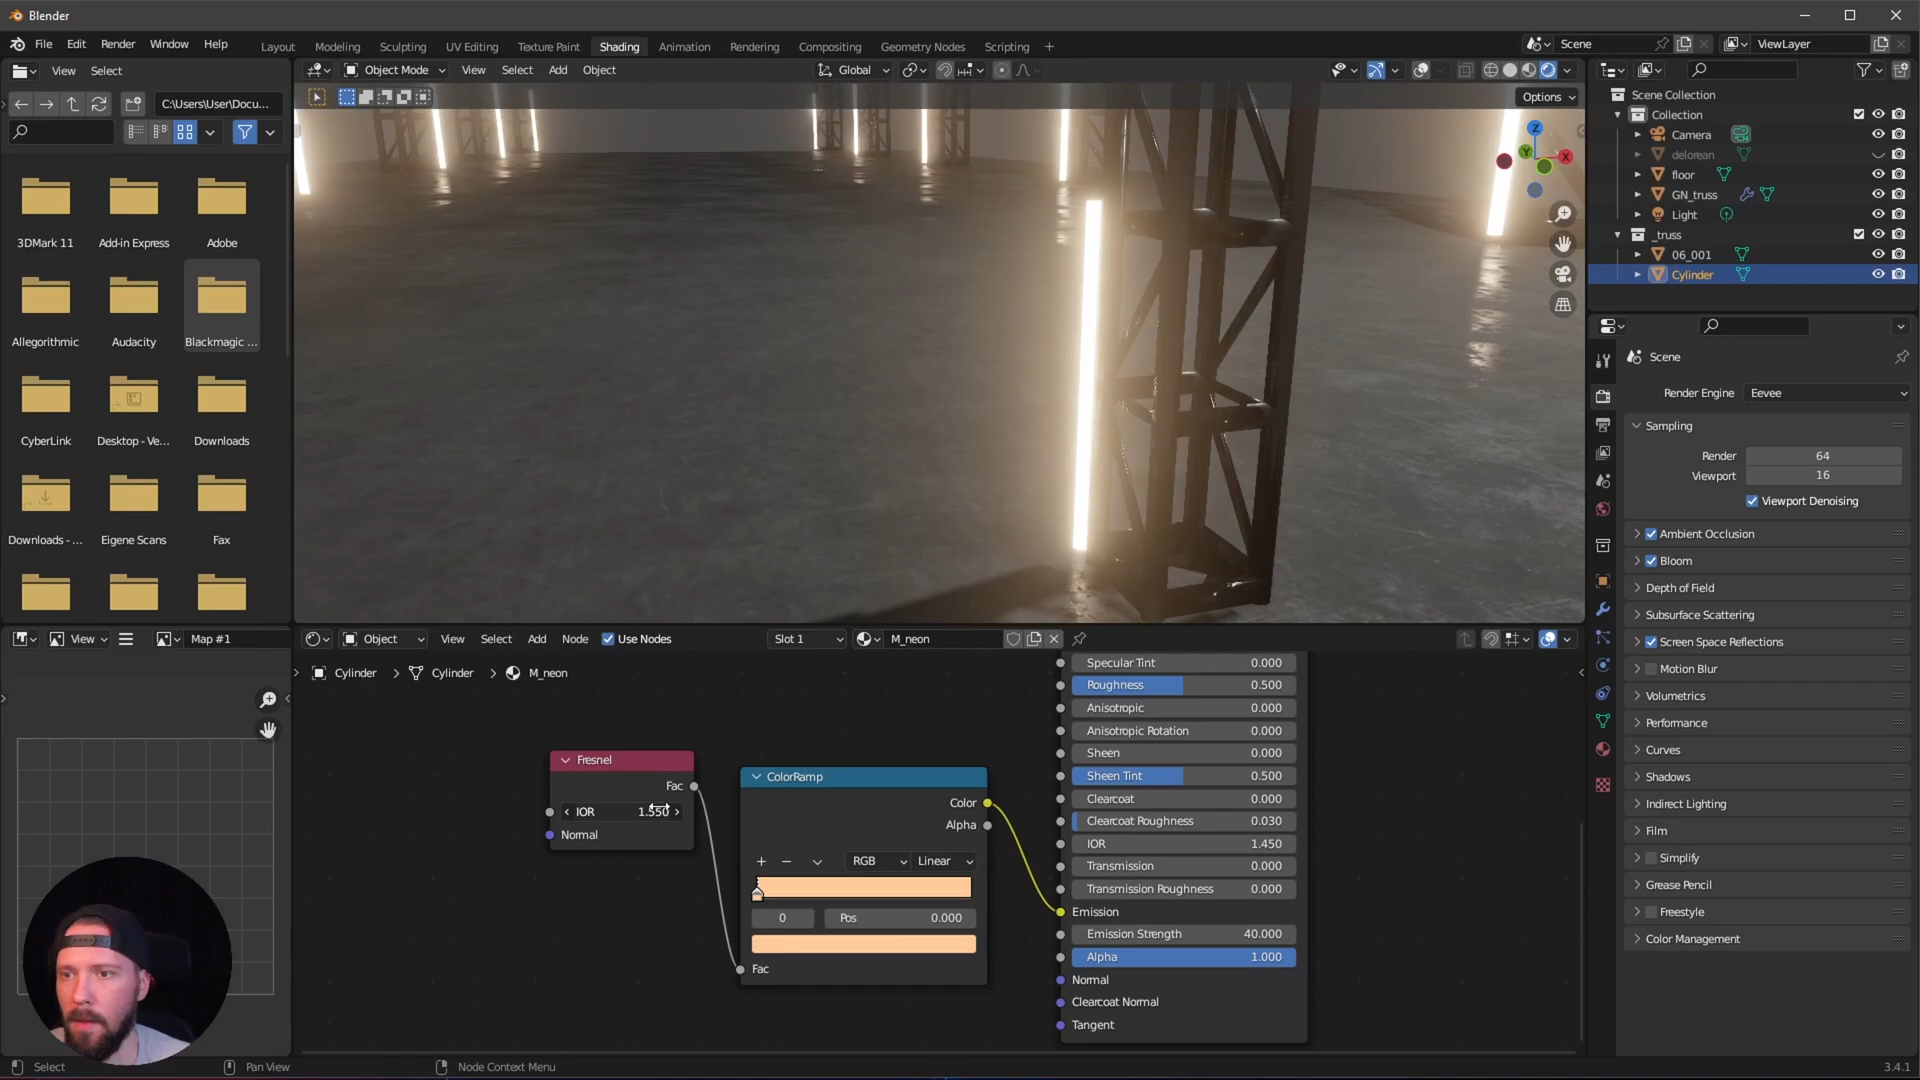 Blender
File Edit Render Window Help
Layout Modeling Sculpting UV Editing Texture Paint Shading Animation Rendering Compositing Geometry Nodes Scripting +
Scene ViewLayer
View Select
C:\Users\User\Docu...
3DMark 11 Add-in Express Adobe
Allegorithmic Audacity Blackmagic ...
CyberLink Desktop - Ve... Downloads
Downloads - ... Eigene Scans Fax
Object Mode View Select Add Object Global
Options
Z
Y X
Scene Collection
Collection
Camera
delorean
floor
GN_truss
Light
_truss
06_001
Cylinder
Scene
Render Engine Eevee
Sampling
Render 64
Viewport 16
Viewport Denoising
Ambient Occlusion
Bloom
Depth of Field
Subsurface Scattering
Screen Space Reflections
Motion Blur
Volumetrics
Performance
Curves
Shadows
Indirect Lighting
Film
Simplify
Grease Pencil
Freestyle
Color Management
View Map #1
Object View Select Add Node Use Nodes Slot 1 M_neon
Cylinder > Cylinder > M_neon
Fresnel
Fac
IOR 1.550
Normal
ColorRamp
Color
Alpha
+ − RGB Linear
0 Pos 0.000
Fac
Specular Tint 0.000
Roughness 0.500
Anisotropic 0.000
Anisotropic Rotation 0.000
Sheen 0.000
Sheen Tint 0.500
Clearcoat 0.000
Clearcoat Roughness 0.030
IOR 1.450
Transmission 0.000
Transmission Roughness 0.000
Emission
Emission Strength 40.000
Alpha 1.000
Normal
Clearcoat Normal
Tangent
Select Pan View Node Context Menu 3.4.1